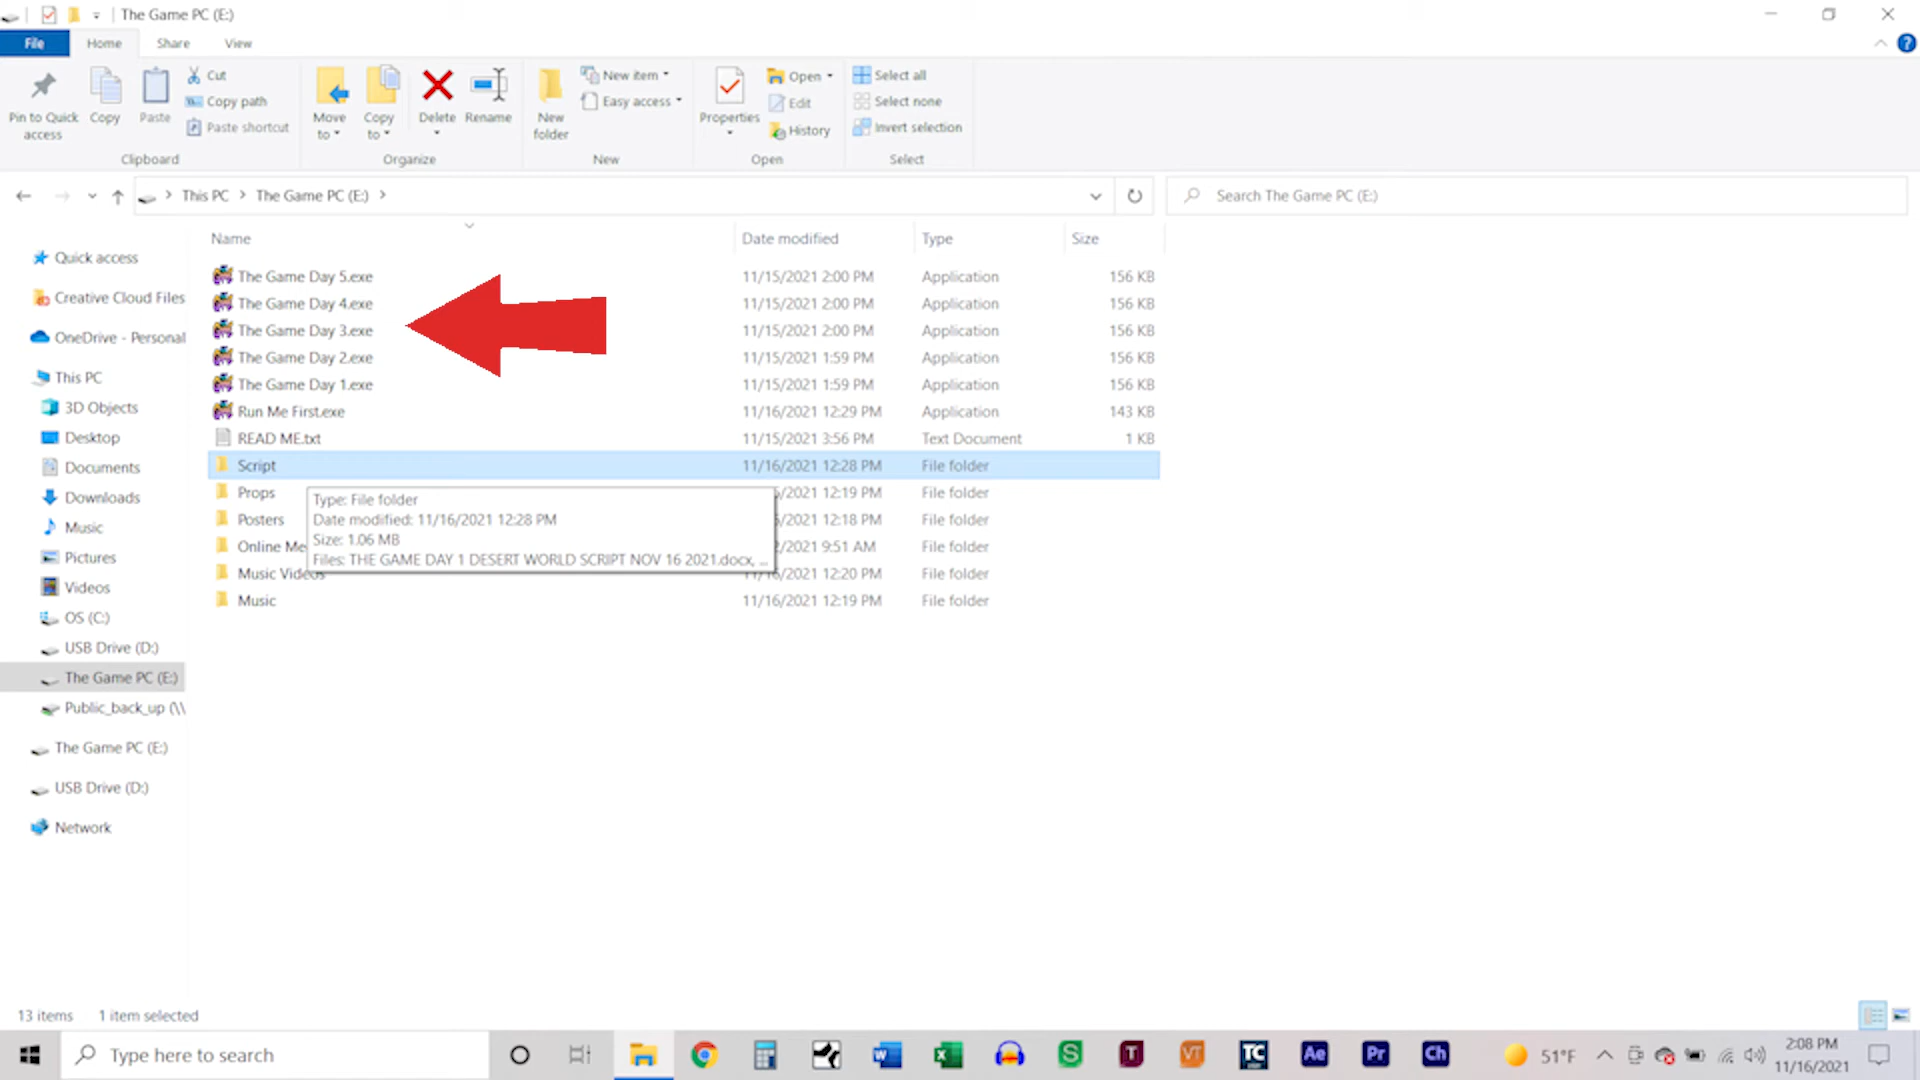 The Game PC (E:)
File Home Share View
Pin to Quick access
Copy
Paste
Cut
Copy path
Paste shortcut
Clipboard
Move to
Copy to
Delete
Rename
Organize
New folder
New item
Easy access
New
Properties
Open
Edit
History
Open
Select all
Select none
Invert selection
Select
This PC > The Game PC (E:) >
Search The Game PC (E:)
Quick access
Creative Cloud Files
OneDrive - Personal
This PC
3D Objects
Desktop
Documents
Downloads
Music
Pictures
Videos
OS (C:)
USB Drive (D:)
The Game PC (E:)
Public_back_up (\\
The Game PC (E:)
USB Drive (D:)
Network
Name Date modified Type Size
The Game Day 5.exe 11/15/2021 2:00 PM Application 156 KB
The Game Day 4.exe 11/15/2021 2:00 PM Application 156 KB
The Game Day 3.exe 11/15/2021 2:00 PM Application 156 KB
The Game Day 2.exe 11/15/2021 1:59 PM Application 156 KB
The Game Day 1.exe 11/15/2021 1:59 PM Application 156 KB
Run Me First.exe 11/16/2021 12:29 PM Application 143 KB
READ ME.txt 11/15/2021 3:56 PM Text Document 1 KB
Script 11/16/2021 12:28 PM File folder
Props /2021 12:19 PM File folder
Posters /2021 12:18 PM File folder
Online Me /2021 9:51 AM File folder
Music Videos 11/16/2021 12:20 PM File folder
Music 11/16/2021 12:19 PM File folder
Type: File folder
Date modified: 11/16/2021 12:28 PM
Size: 1.06 MB
Files: THE GAME DAY 1 DESERT WORLD SCRIPT NOV 16 2021.docx, ...
13 items 1 item selected
Type here to search
W
X
S
T
VT
TC
Ae
Pr
Ch
51°F
2:08 PM
11/16/2021